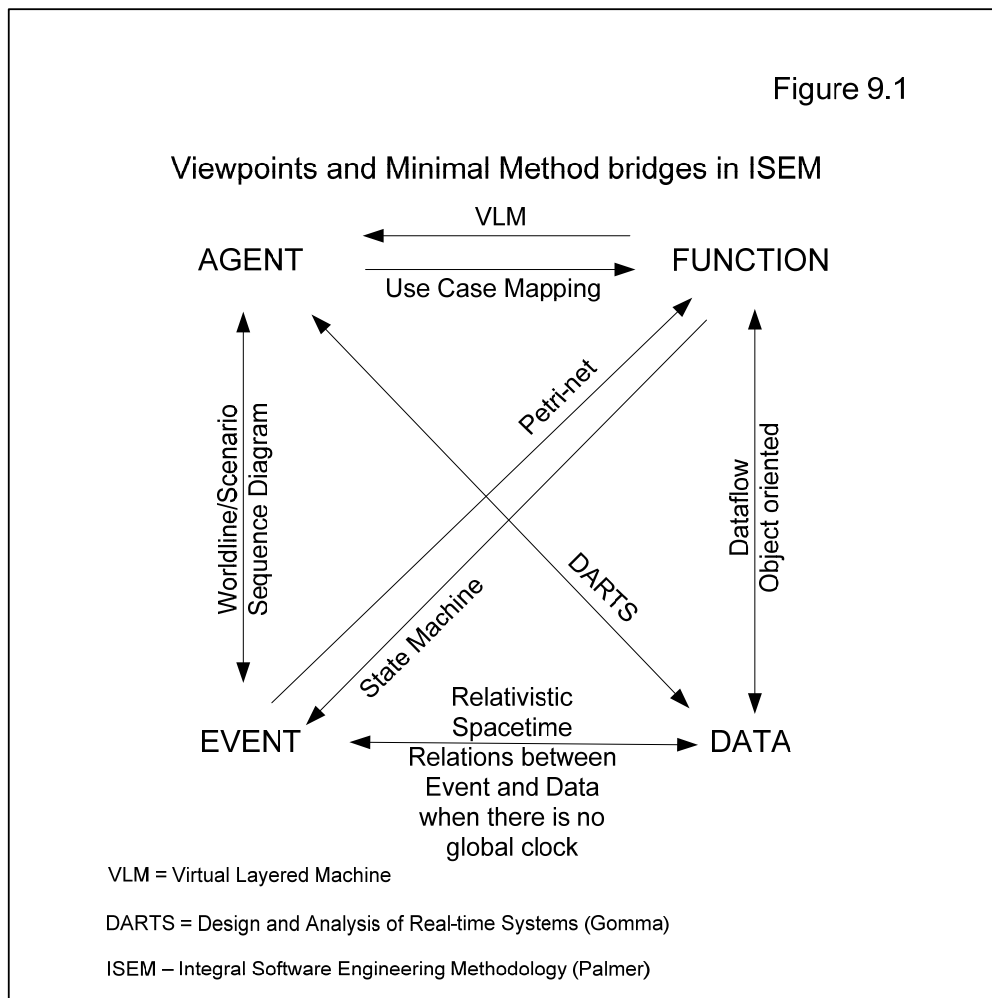 Figure 9.1
Viewpoints and Minimal Method bridges in ISEM
VLM
AGENT
FUNCTION
Use Case Mapping
Petri-net
Worldline/Scenario
Sequence Diagram
Dataflow
Object oriented
DARTS
State Machine
Relativistic
Spacetime
EVENT
DATA
Relations between
Event and Data
when there is no
global clock
VLM = Virtual Layered Machine
DARTS = Design and Analysis of Real-time Systems (Gomma)
ISEM – Integral Software Engineering Methodology (Palmer)